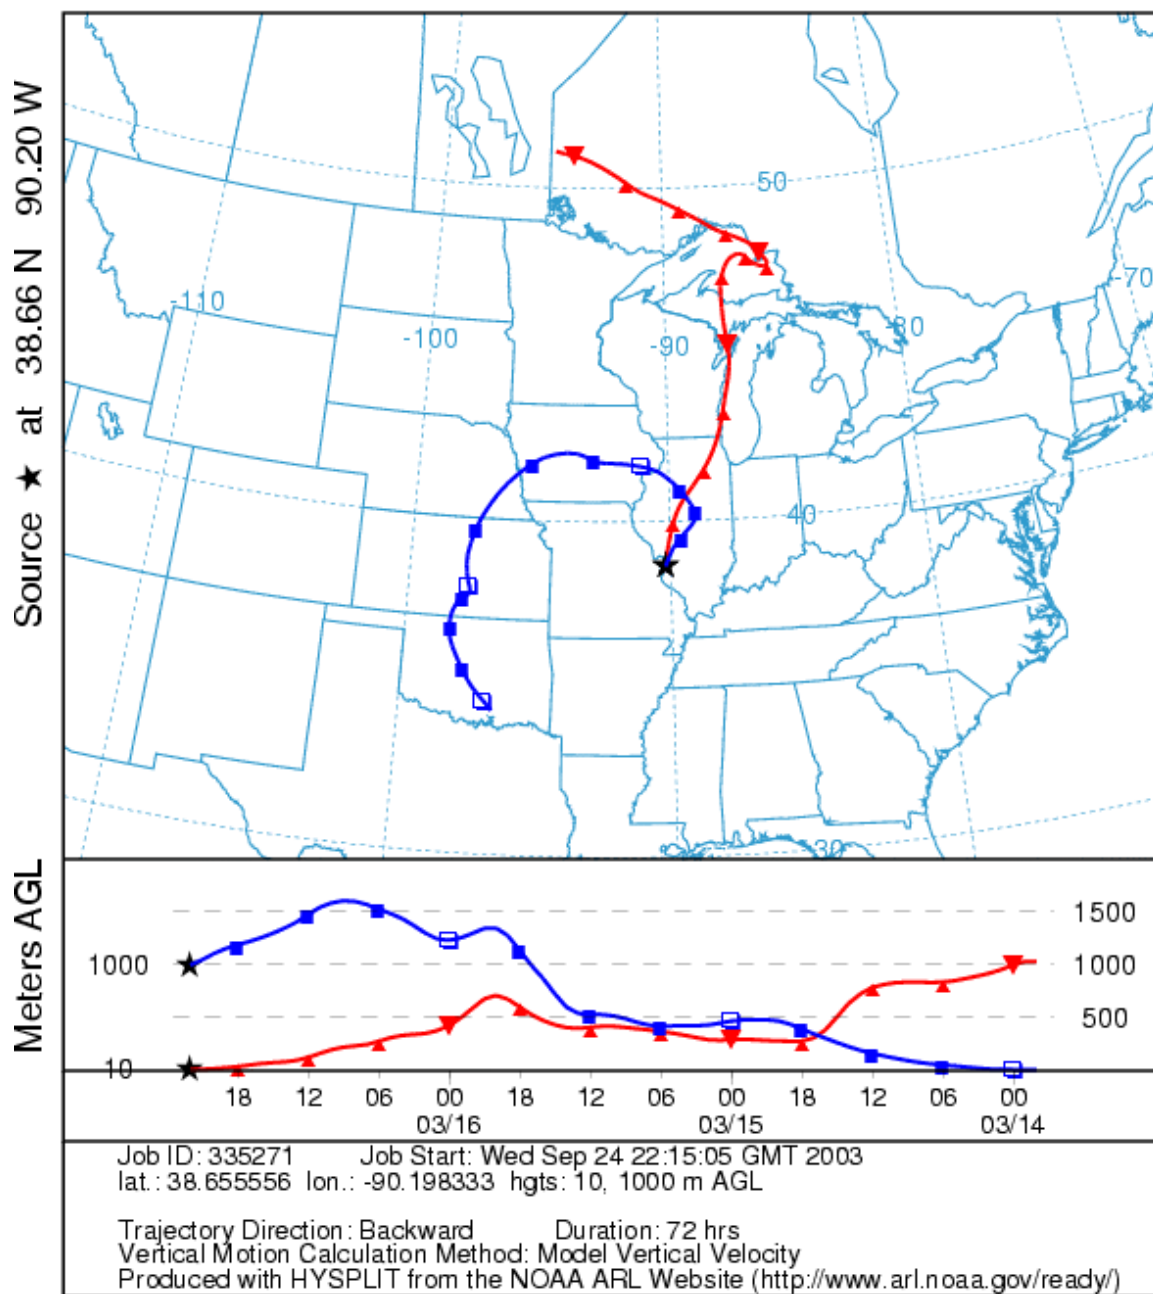 Source ★ at 38.66 N 90.20 W
50
-110
-100
-90
-80
-70
40
30
Meters AGL
1500
1000
1000
500
10
18 12 06 00 18 12 06 00 18 12 06 00
03/16 03/15 03/14
Job ID: 335271 Job Start: Wed Sep 24 22:15:05 GMT 2003
lat.: 38.655556 lon.: -90.198333 hgts: 10, 1000 m AGL
Trajectory Direction: Backward Duration: 72 hrs
Vertical Motion Calculation Method: Model Vertical Velocity
Produced with HYSPLIT from the NOAA ARL Website (http://www.arl.noaa.gov/ready/)